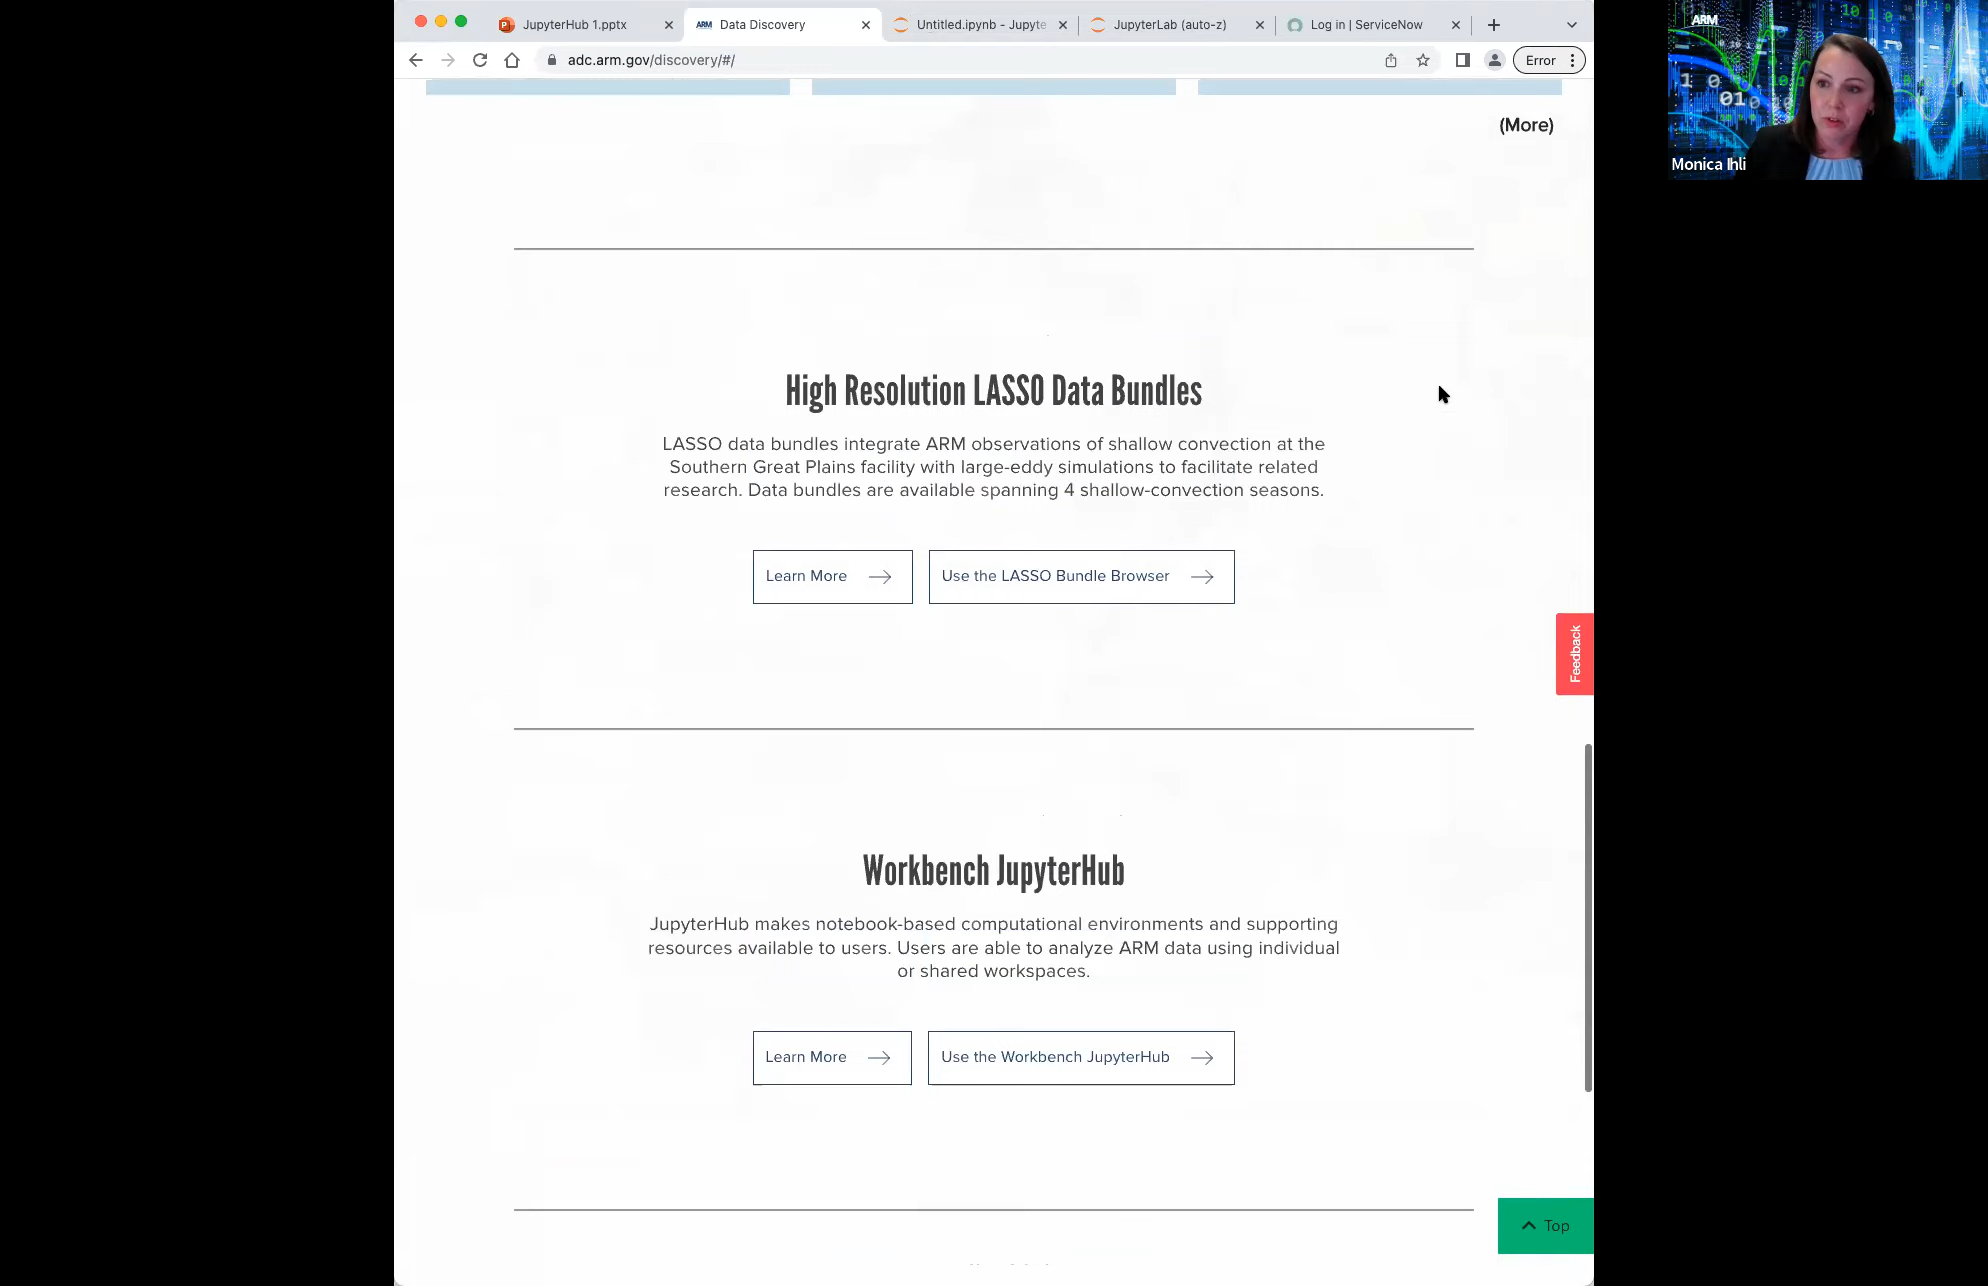 JupyterHub 1.pptx
ARM Data Discovery
Untitled.ipynb - Jupyte
JupyterLab (auto-z)
Log in | ServiceNow
adc.arm.gov/discovery/#/
Error
(More)
ARM
Monica Ihli
High Resolution LASSO Data Bundles
LASSO data bundles integrate ARM observations of shallow convection at the
Southern Great Plains facility with large-eddy simulations to facilitate related
research. Data bundles are available spanning 4 shallow-convection seasons.
Learn More
Use the LASSO Bundle Browser
Feedback
Workbench JupyterHub
JupyterHub makes notebook-based computational environments and supporting
resources available to users. Users are able to analyze ARM data using individual
or shared workspaces.
Learn More
Use the Workbench JupyterHub
Top